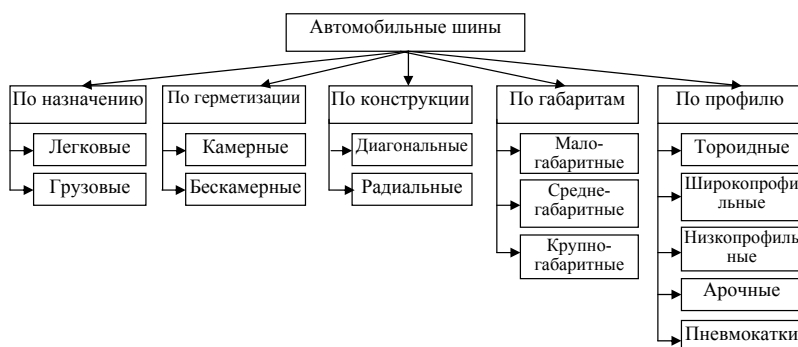 Автомобильные шины
По назначению
Легковые
Грузовые
По герметизации
Камерные
Бескамерные
По конструкции
Диагональные
Радиальные
По габаритам
Мало-
габаритные
Средне-
габаритные
Крупно-
габаритные
По профилю
Тороидные
Широкопрофи
льные
Низкопрофиль
ные
Арочные
Пневмокатки